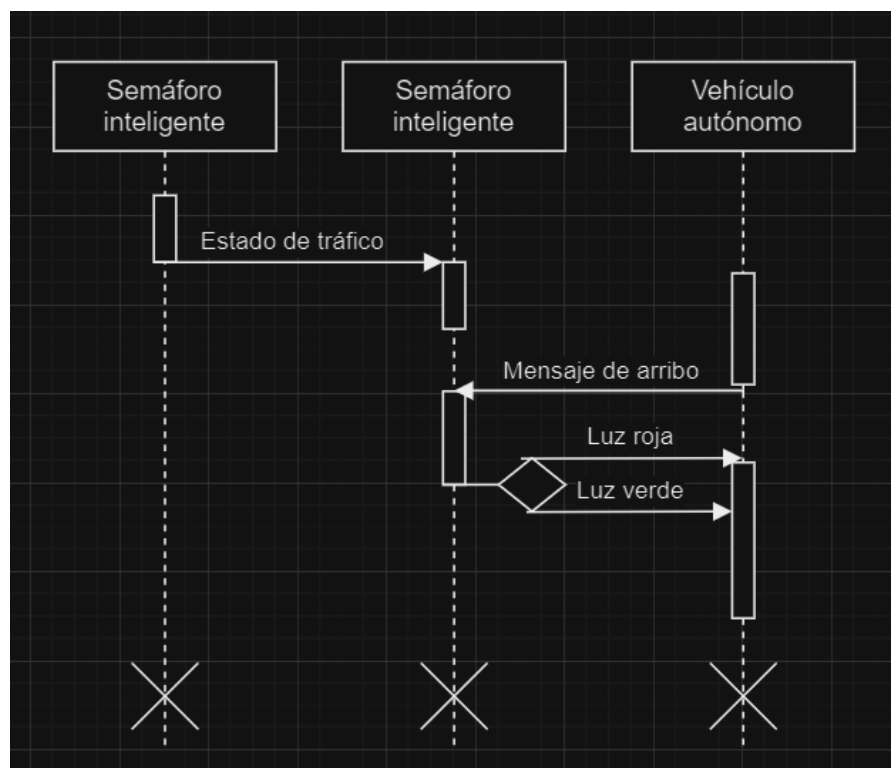 Semáforo
inteligente
Semáforo
inteligente
Vehículo
autónomo
Estado de tráfico
Mensaje de arribo
Luz roja
Luz verde